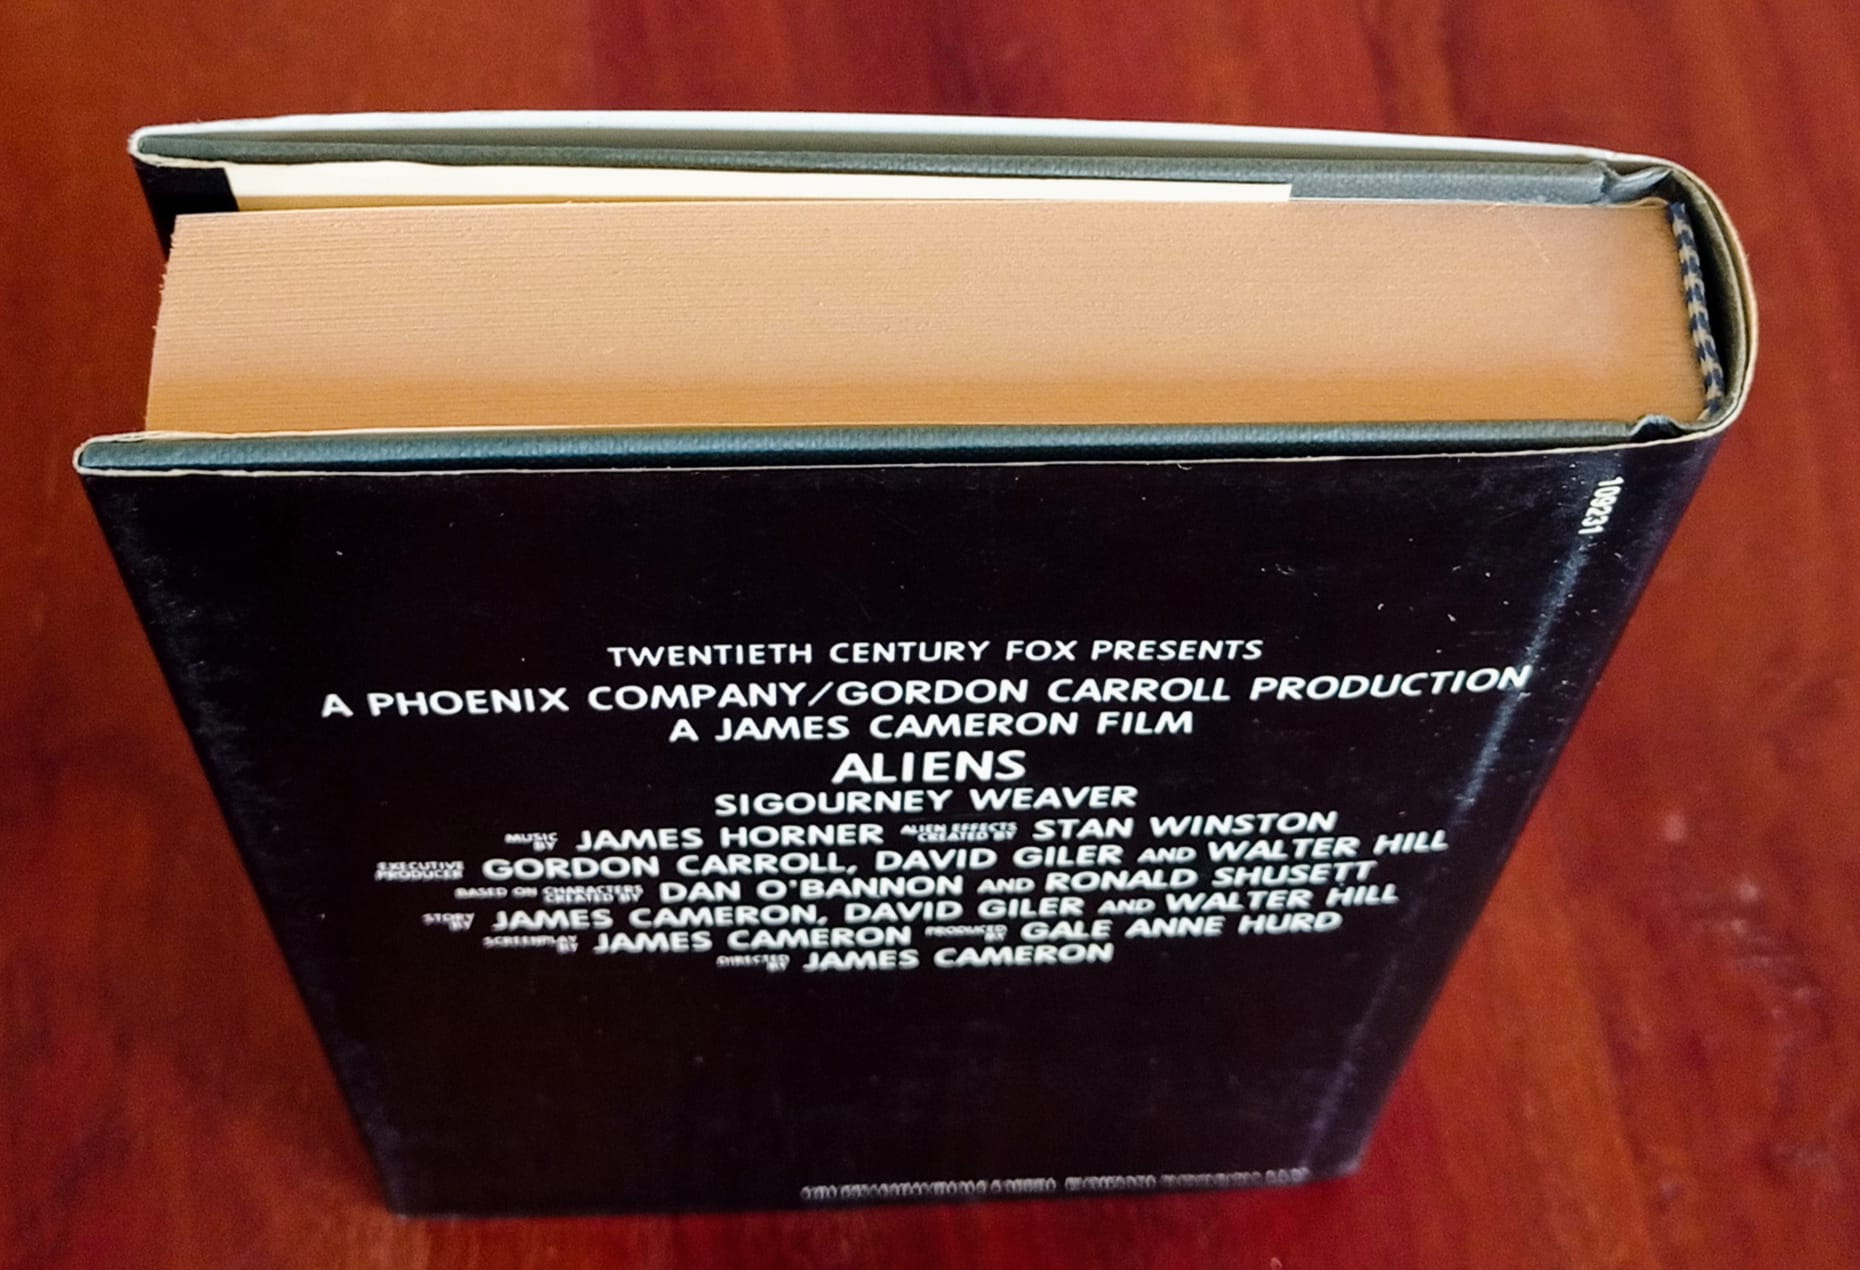 109231
TWENTIETH CENTURY FOX PRESENTS
A PHOENIX COMPANY/GORDON CARROLL PRODUCTION
A JAMES CAMERON FILM
ALIENS
SIGOURNEY WEAVER
MUSIC BY JAMES HORNER ALIEN EFFECTS CREATED BY STAN WINSTON
EXECUTIVE PRODUCER GORDON CARROLL, DAVID GILER AND WALTER HILL
BASED ON CHARACTERS CREATED BY DAN O'BANNON AND RONALD SHUSETT
STORY BY JAMES CAMERON, DAVID GILER AND WALTER HILL
SCREENPLAY BY JAMES CAMERON PRODUCED BY GALE ANNE HURD
DIRECTED BY JAMES CAMERON